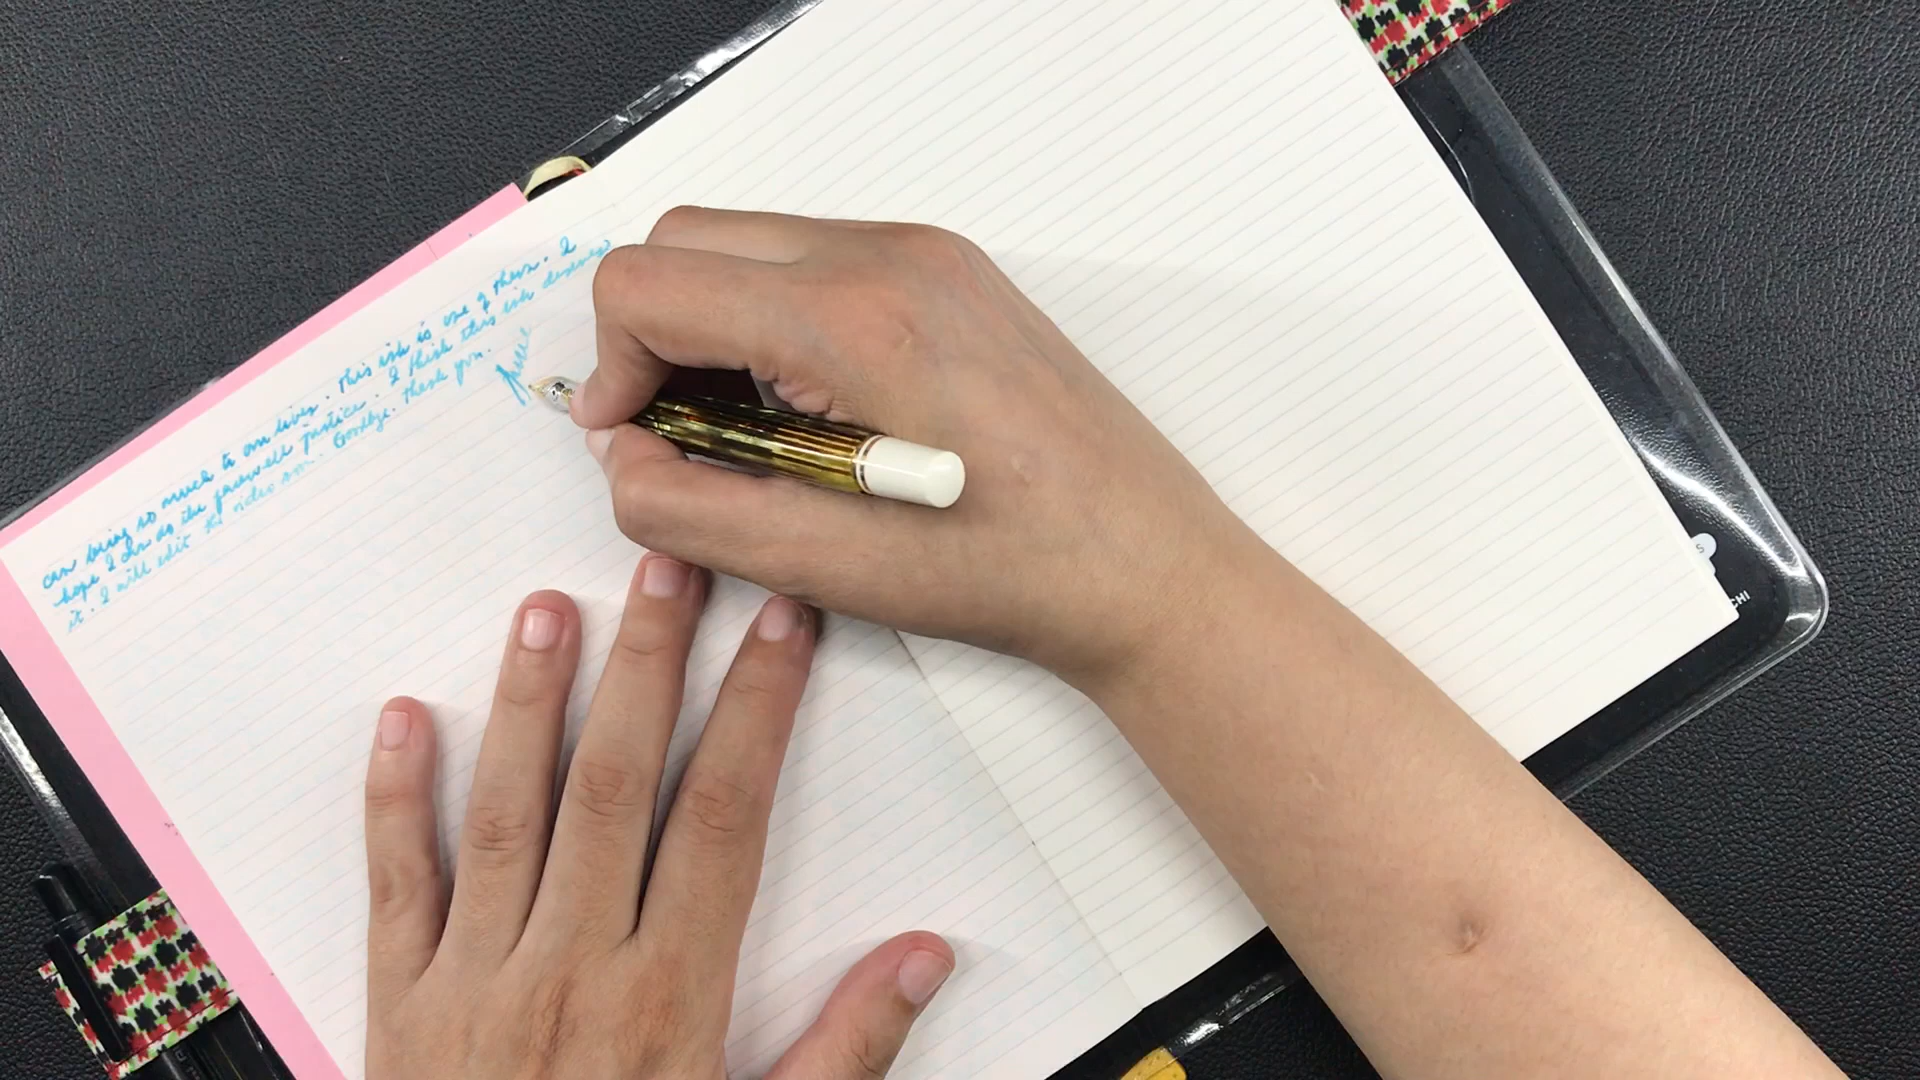 can bring so much to our lives. This ink is one of them. I
hope I can do the farewell justice. I think this ink deserves
it. I will edit the video now. Goodbye. Thank you.
S
CHI